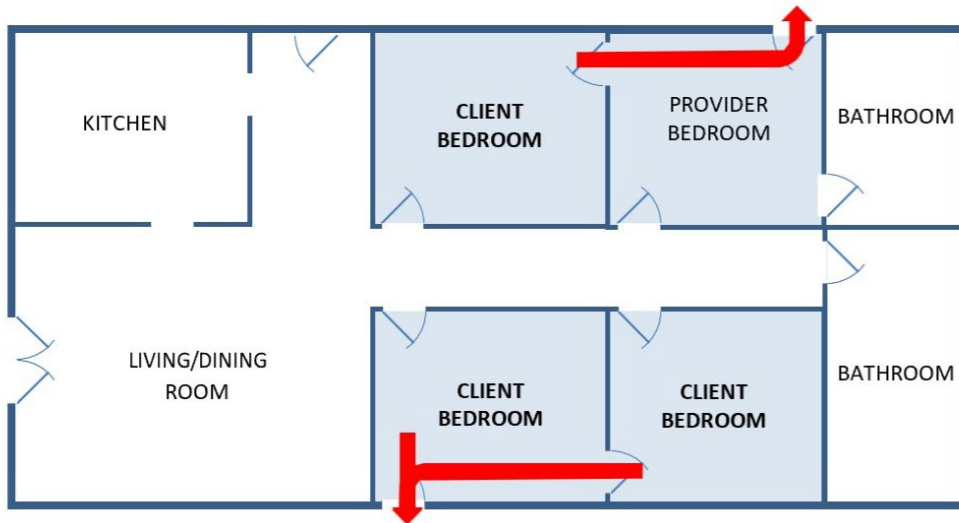 KITCHEN
CLIENT
BEDROOM
PROVIDER
BEDROOM
BATHROOM
LIVING/DINING
ROOM
CLIENT
BEDROOM
CLIENT
BEDROOM
BATHROOM